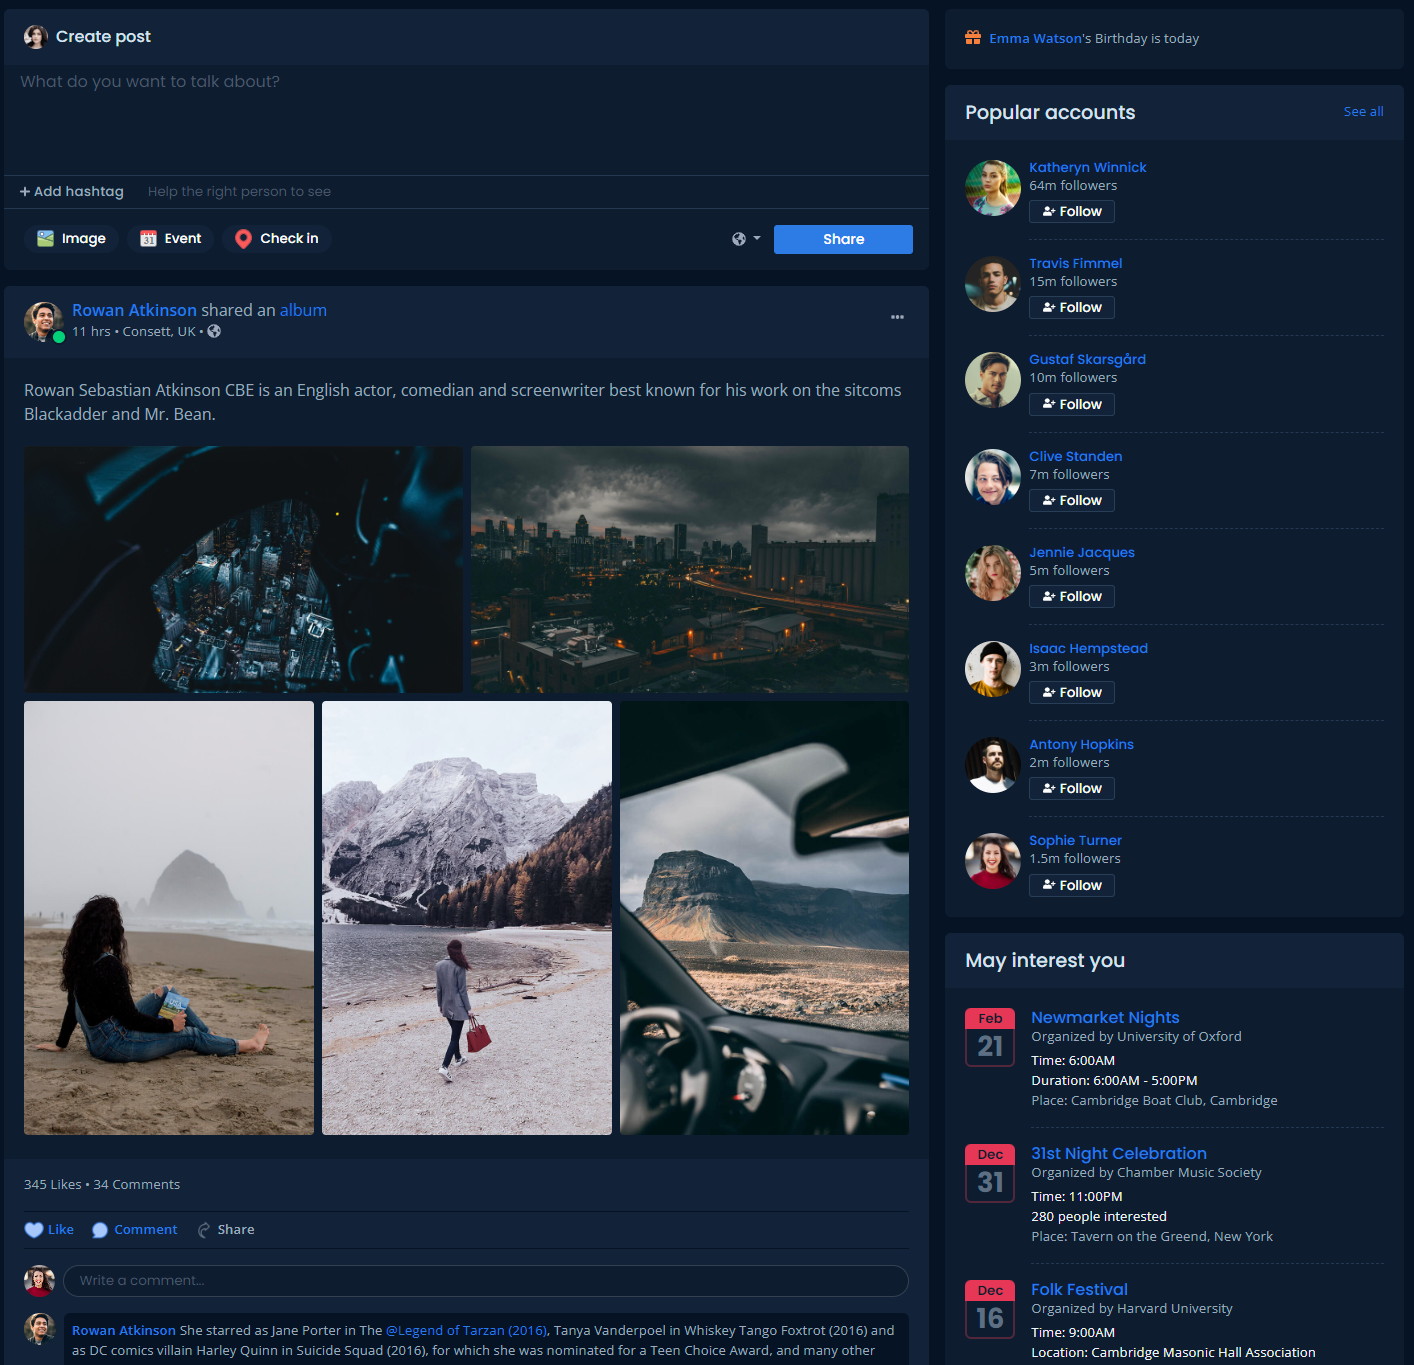 Create post
What do you want to talk about?
+ Add hashtag
Help the right person to see
Image
31
Event
Check in
Share
Rowan Atkinson shared an album
11 hrs • Consett, UK •
Rowan Sebastian Atkinson CBE is an English actor, comedian and screenwriter best known for his work on the sitcoms
Blackadder and Mr. Bean.
345 Likes • 34 Comments
Like
Comment
Share
Write a comment...
Rowan Atkinson She starred as Jane Porter in The @Legend of Tarzan (2016), Tanya Vanderpoel in Whiskey Tango Foxtrot (2016) and
as DC comics villain Harley Quinn in Suicide Squad (2016), for which she was nominated for a Teen Choice Award, and many other
Emma Watson's Birthday is today
Popular accounts
See all
Katheryn Winnick
64m followers
Follow
Travis Fimmel
15m followers
Follow
Gustaf Skarsgård
10m followers
Follow
Clive Standen
7m followers
Follow
Jennie Jacques
5m followers
Follow
Isaac Hempstead
3m followers
Follow
Antony Hopkins
2m followers
Follow
Sophie Turner
1.5m followers
Follow
May interest you
Feb
21
Newmarket Nights
Organized by University of Oxford
Time: 6:00AM
Duration: 6:00AM - 5:00PM
Place: Cambridge Boat Club, Cambridge
Dec
31
31st Night Celebration
Organized by Chamber Music Society
Time: 11:00PM
280 people interested
Place: Tavern on the Greend, New York
Dec
16
Folk Festival
Organized by Harvard University
Time: 9:00AM
Location: Cambridge Masonic Hall Association